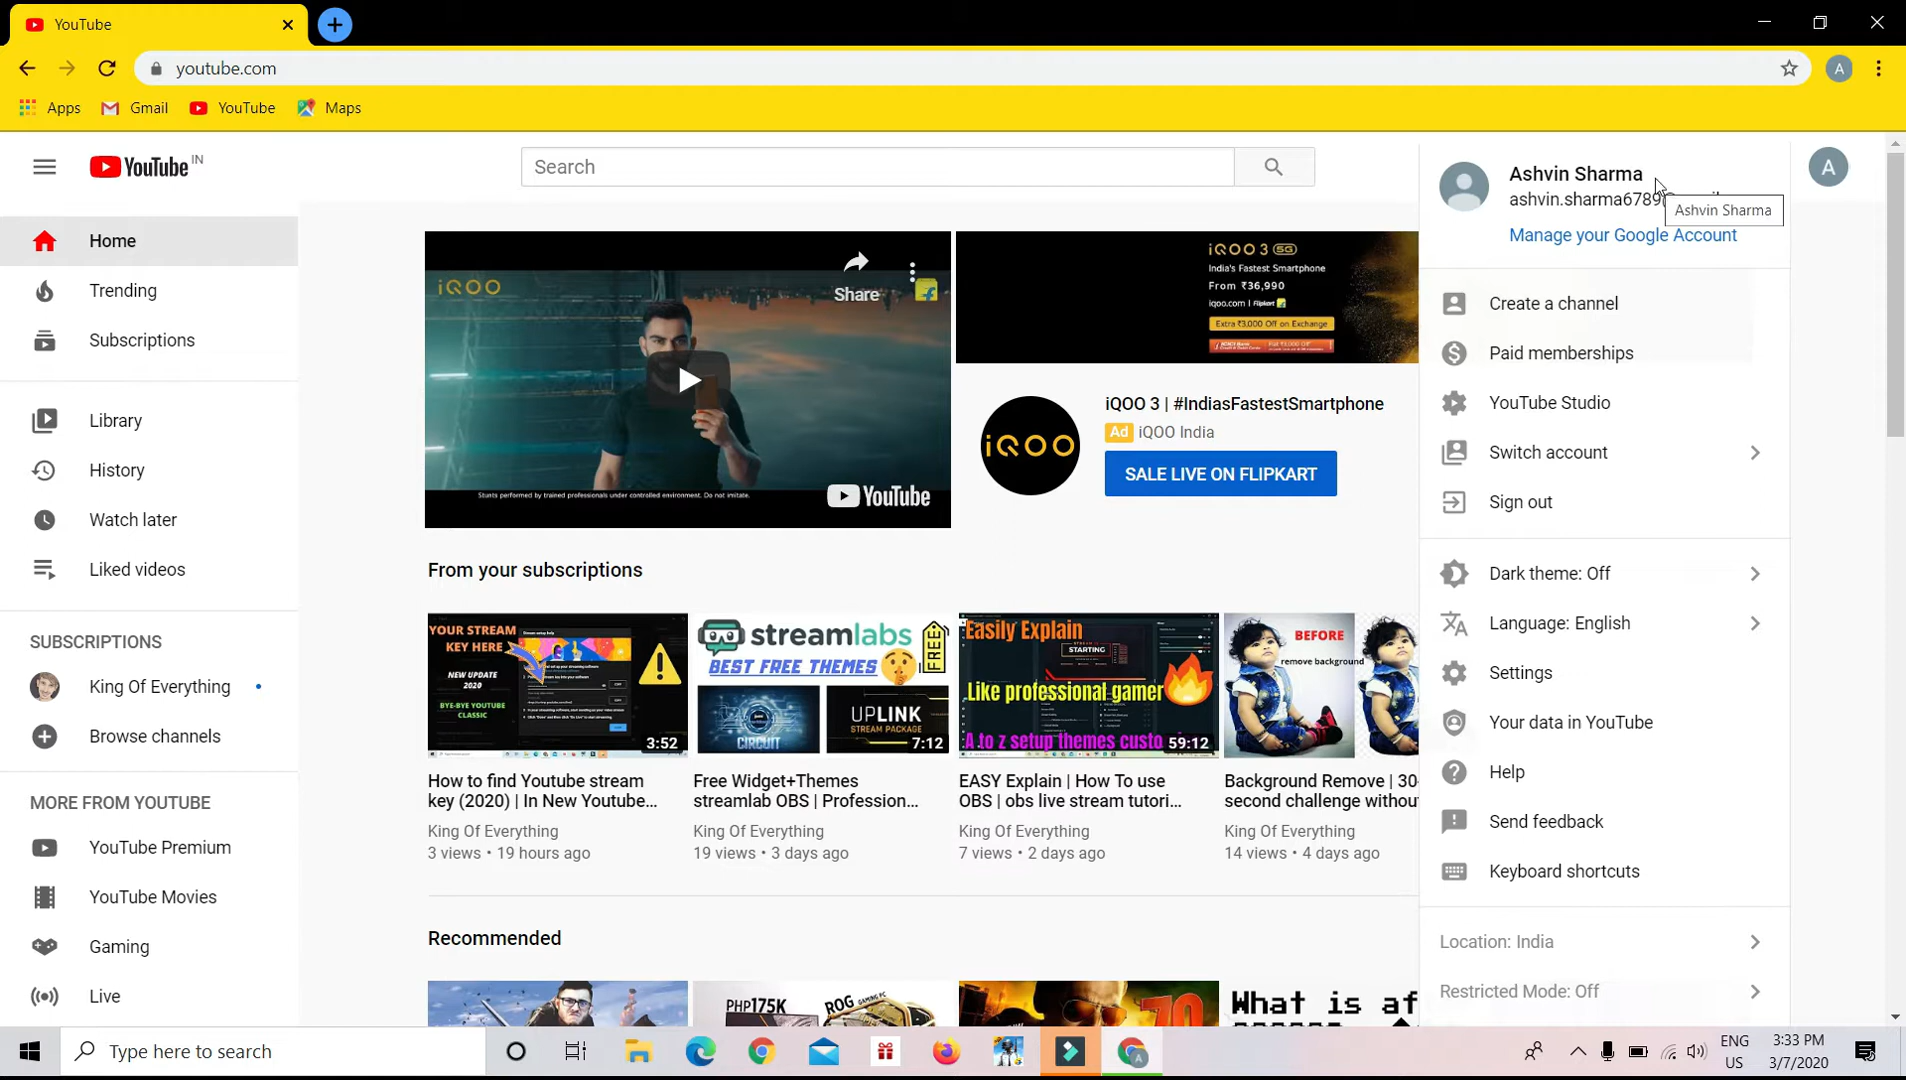 YouTube
youtube.com
A
Apps
Gmail
YouTube
Maps
YouTube IN
Search
A
Home
Trending
Subscriptions
Library
History
Watch later
Liked videos
SUBSCRIPTIONS
King Of Everything
Browse channels
MORE FROM YOUTUBE
YouTube Premium
YouTube Movies
Gaming
Live
iQOO
Share
Stunts performed by trained professionals under controlled environment. Do not imitate.
YouTube
iQOO 3 5G
India's Fastest Smartphone
From ₹36,990
iqoo.com | Flipkart
Extra ₹3,000 Off on Exchange
iQOO
iQOO 3 | #IndiasFastestSmartphone
Ad iQOO India
SALE LIVE ON FLIPKART
From your subscriptions
YOUR STREAM
KEY HERE
NEW UPDATE
2020
BYE-BYE YOUTUBE
CLASSIC
3:52
How to find Youtube stream
key (2020) | In New Youtube...
King Of Everything
3 views • 19 hours ago
streamlabs
BEST FREE THEMES
FREE
CIRCUIT
UPLINK
STREAM PACKAGE
7:12
Free Widget+Themes
streamlab OBS | Profession...
King Of Everything
19 views • 3 days ago
Easily Explain
STARTING
Like professional gamer
A to z setup themes custo
59:12
EASY Explain | How To use
OBS | obs live stream tutori...
King Of Everything
7 views • 2 days ago
BEFORE
remove background
Background Remove | 30-
second challenge without
King Of Everything
14 views • 4 days ago
Recommended
PHP175K
ROG
GAMING PC
70
What is af
Ashvin Sharma
ashvin.sharma6789
Ashvin Sharma
Manage your Google Account
Create a channel
Paid memberships
YouTube Studio
Switch account
Sign out
Dark theme: Off
Language: English
Settings
Your data in YouTube
Help
Send feedback
Keyboard shortcuts
Location: India
Restricted Mode: Off
Type here to search
A
ENG
US
3:33 PM
3/7/2020